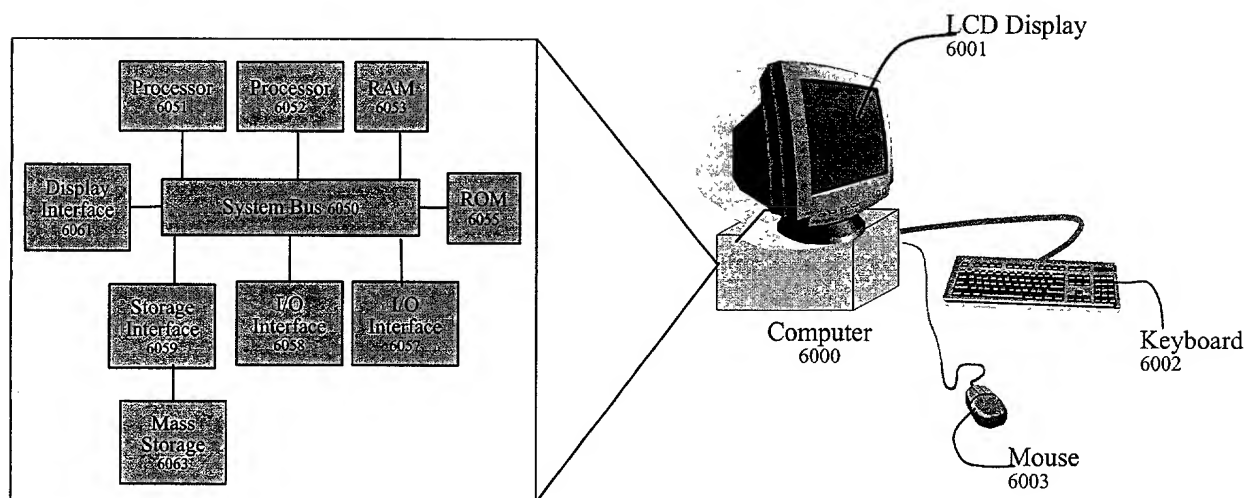 LCD Display
6001
Processor
6051
Processor
6052
RAM
6053
Display
Interface
6061
System Bus 6050
ROM
6055
Storage
Interface
6059
I/O
Interface
6058
I/O
Interface
6057
Mass
Storage
6063
Computer
6000
Keyboard
6002
Mouse
6003